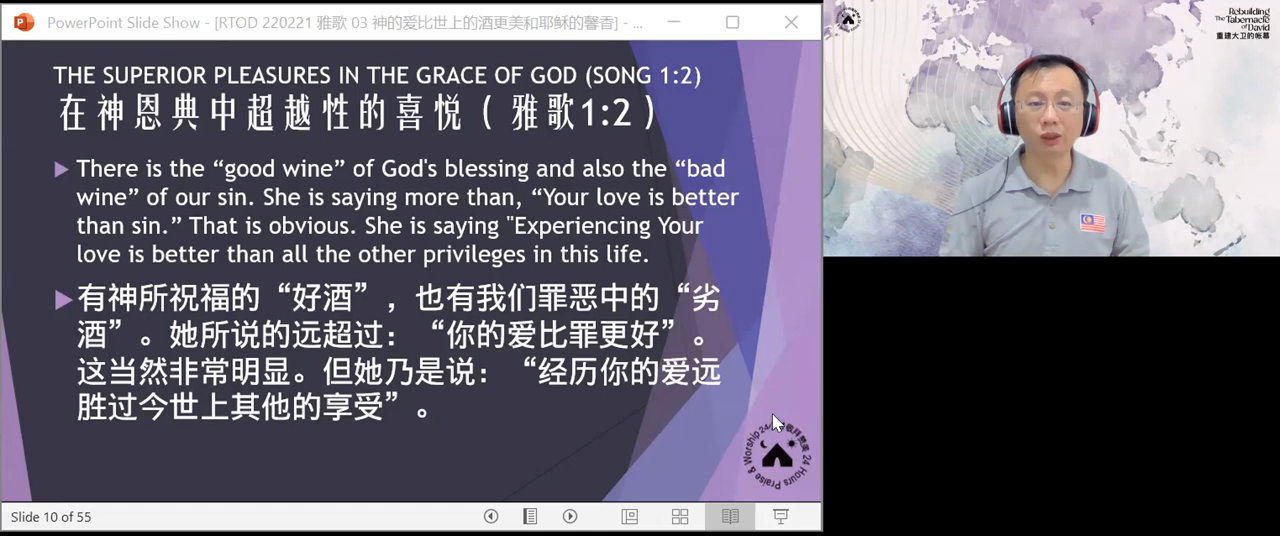 PowerPoint Slide Show - [RTOD 220221 雅歌 03 神的爱比世上的酒更美和耶稣的馨香] - ...
Rebuilding
The Tabernacle
of David
重建大卫的帐幕
THE SUPERIOR PLEASURES IN THE GRACE OF GOD (SONG 1:2)
在神恩典中超越性的喜悦（雅歌1:2）
There is the “good wine” of God's blessing and also the “bad
wine” of our sin. She is saying more than, “Your love is better
than sin.” That is obvious. She is saying "Experiencing Your
love is better than all the other privileges in this life.
有神所祝福的“好酒”，也有我们罪恶中的“劣
酒”。她所说的远超过：“你的爱比罪更好”。
这当然非常明显。但她乃是说：“经历你的爱远
胜过今世上其他的享受”。
24 Hours Praise & Worship 24
敬拜赞美
Slide 10 of 55